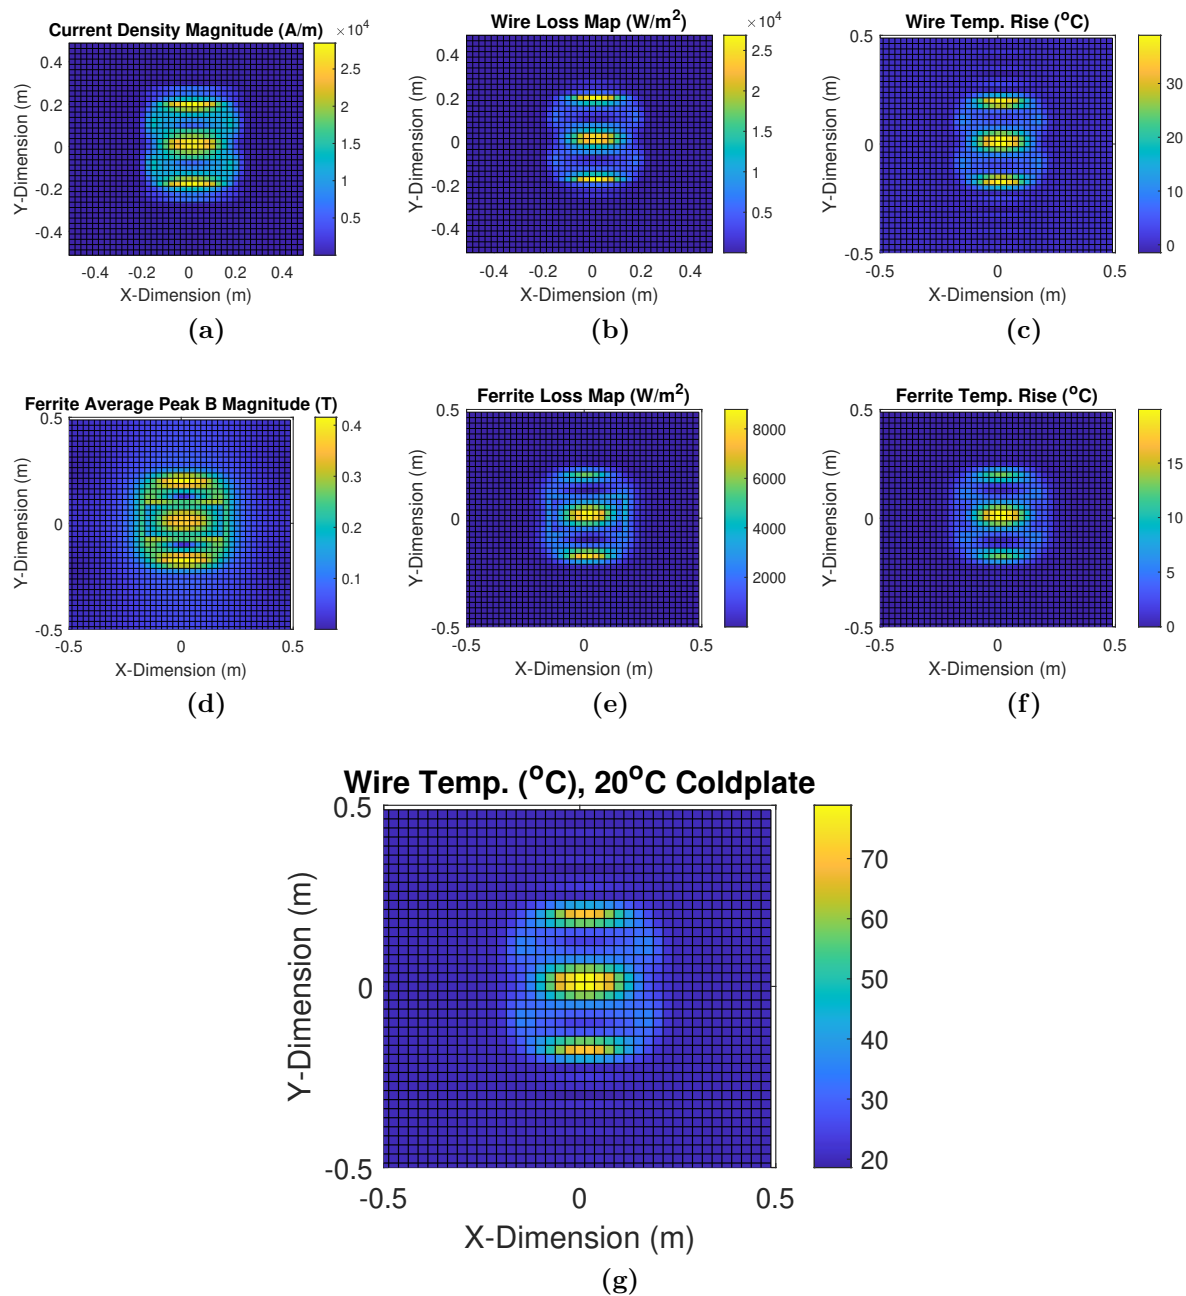 Current Density Magnitude (A/m) ×10⁴
Y-Dimension (m)
0.4
0.2
0
-0.2
-0.4
-0.4 -0.2 0 0.2 0.4
X-Dimension (m)
2.5
2
1.5
1
0.5
(a)
Wire Loss Map (W/m²) ×10⁴
Y-Dimension (m)
0.4
0.2
0
-0.2
-0.4
-0.4 -0.2 0 0.2 0.4
X-Dimension (m)
2.5
2
1.5
1
0.5
(b)
Wire Temp. Rise (°C)
Y-Dimension (m)
0.5
0
-0.5
-0.5 0 0.5
X-Dimension (m)
30
20
10
0
(c)
Ferrite Average Peak B Magnitude (T)
Y-Dimension (m)
0.5
0
-0.5
-0.5 0 0.5
X-Dimension (m)
0.4
0.3
0.2
0.1
(d)
Ferrite Loss Map (W/m²)
Y-Dimension (m)
0.5
0
-0.5
-0.5 0 0.5
X-Dimension (m)
8000
6000
4000
2000
(e)
Ferrite Temp. Rise (°C)
Y-Dimension (m)
0.5
0
-0.5
-0.5 0 0.5
X-Dimension (m)
15
10
5
0
(f)
Wire Temp. (°C), 20°C Coldplate
Y-Dimension (m)
0.5
0
-0.5
-0.5 0 0.5
X-Dimension (m)
70
60
50
40
30
20
(g)